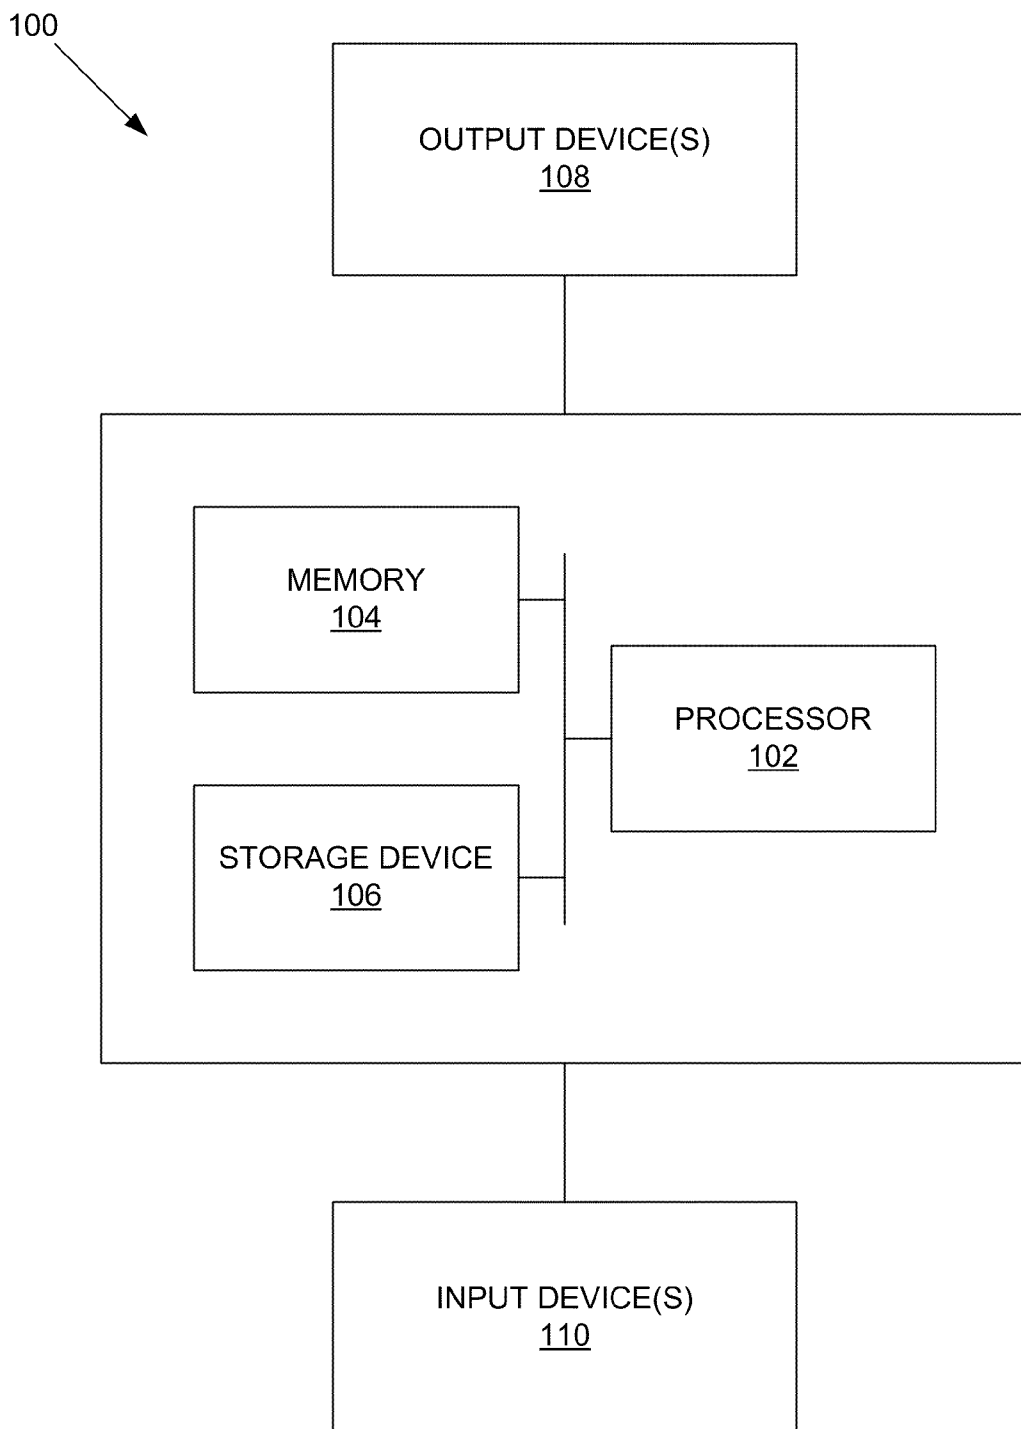 100
OUTPUT DEVICE(S)
108
MEMORY
104
PROCESSOR
102
STORAGE DEVICE
106
INPUT DEVICE(S)
110